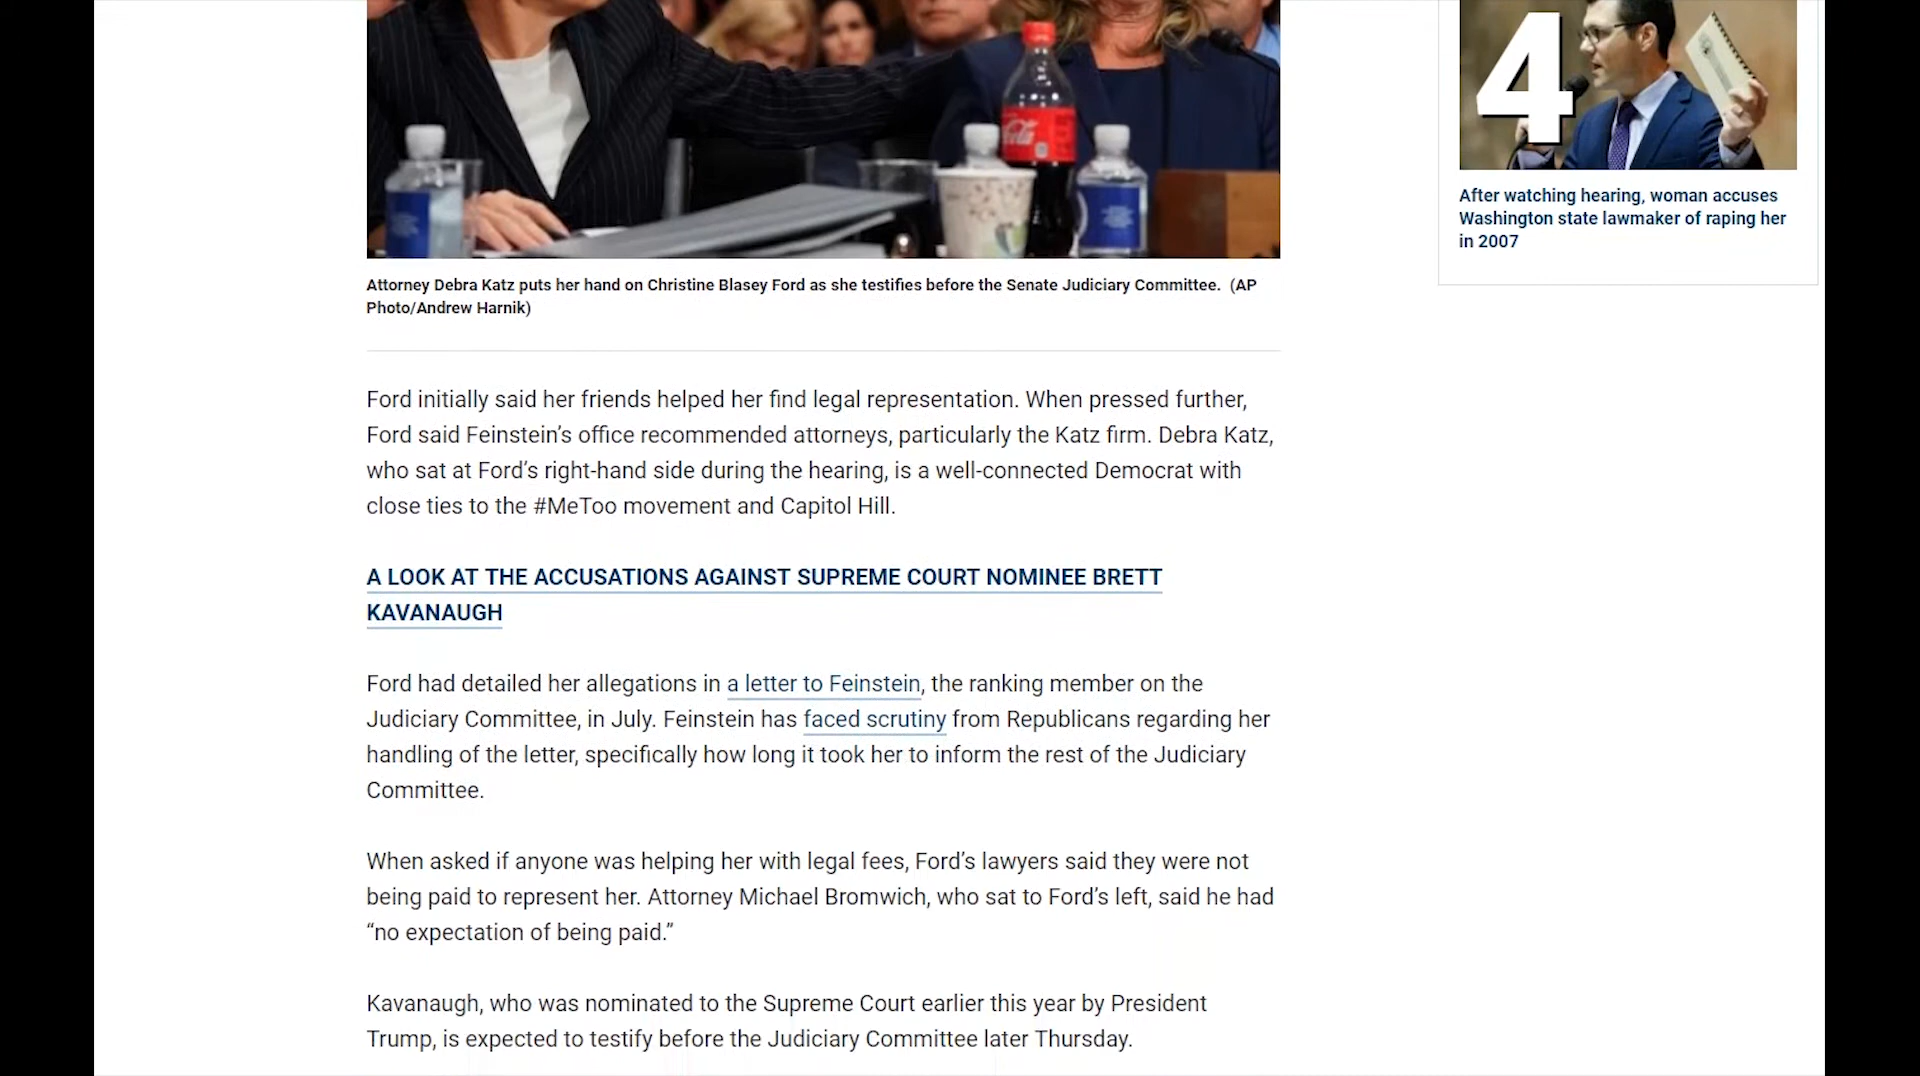 4
After watching hearing, woman accuses
Washington state lawmaker of raping her
in 2007
Attorney Debra Katz puts her hand on Christine Blasey Ford as she testifies before the Senate Judiciary Committee. (AP
Photo/Andrew Harnik)
Ford initially said her friends helped her find legal representation. When pressed further,
Ford said Feinstein’s office recommended attorneys, particularly the Katz firm. Debra Katz,
who sat at Ford’s right-hand side during the hearing, is a well-connected Democrat with
close ties to the #MeToo movement and Capitol Hill.
A LOOK AT THE ACCUSATIONS AGAINST SUPREME COURT NOMINEE BRETT
KAVANAUGH
Ford had detailed her allegations in a letter to Feinstein, the ranking member on the
Judiciary Committee, in July. Feinstein has faced scrutiny from Republicans regarding her
handling of the letter, specifically how long it took her to inform the rest of the Judiciary
Committee.
When asked if anyone was helping her with legal fees, Ford’s lawyers said they were not
being paid to represent her. Attorney Michael Bromwich, who sat to Ford’s left, said he had
“no expectation of being paid.”
Kavanaugh, who was nominated to the Supreme Court earlier this year by President
Trump, is expected to testify before the Judiciary Committee later Thursday.